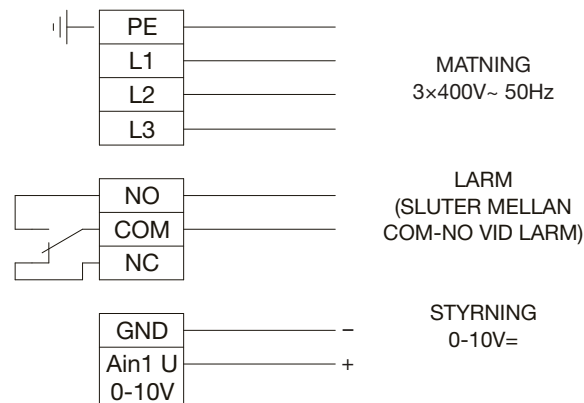 PE
L1
L2
L3
MATNING
3×400V~ 50Hz
NO
COM
NC
LARM
(SLUTER MELLAN
COM-NO VID LARM)
GND
Ain1 U
0-10V
–
+
STYRNING
0-10V=